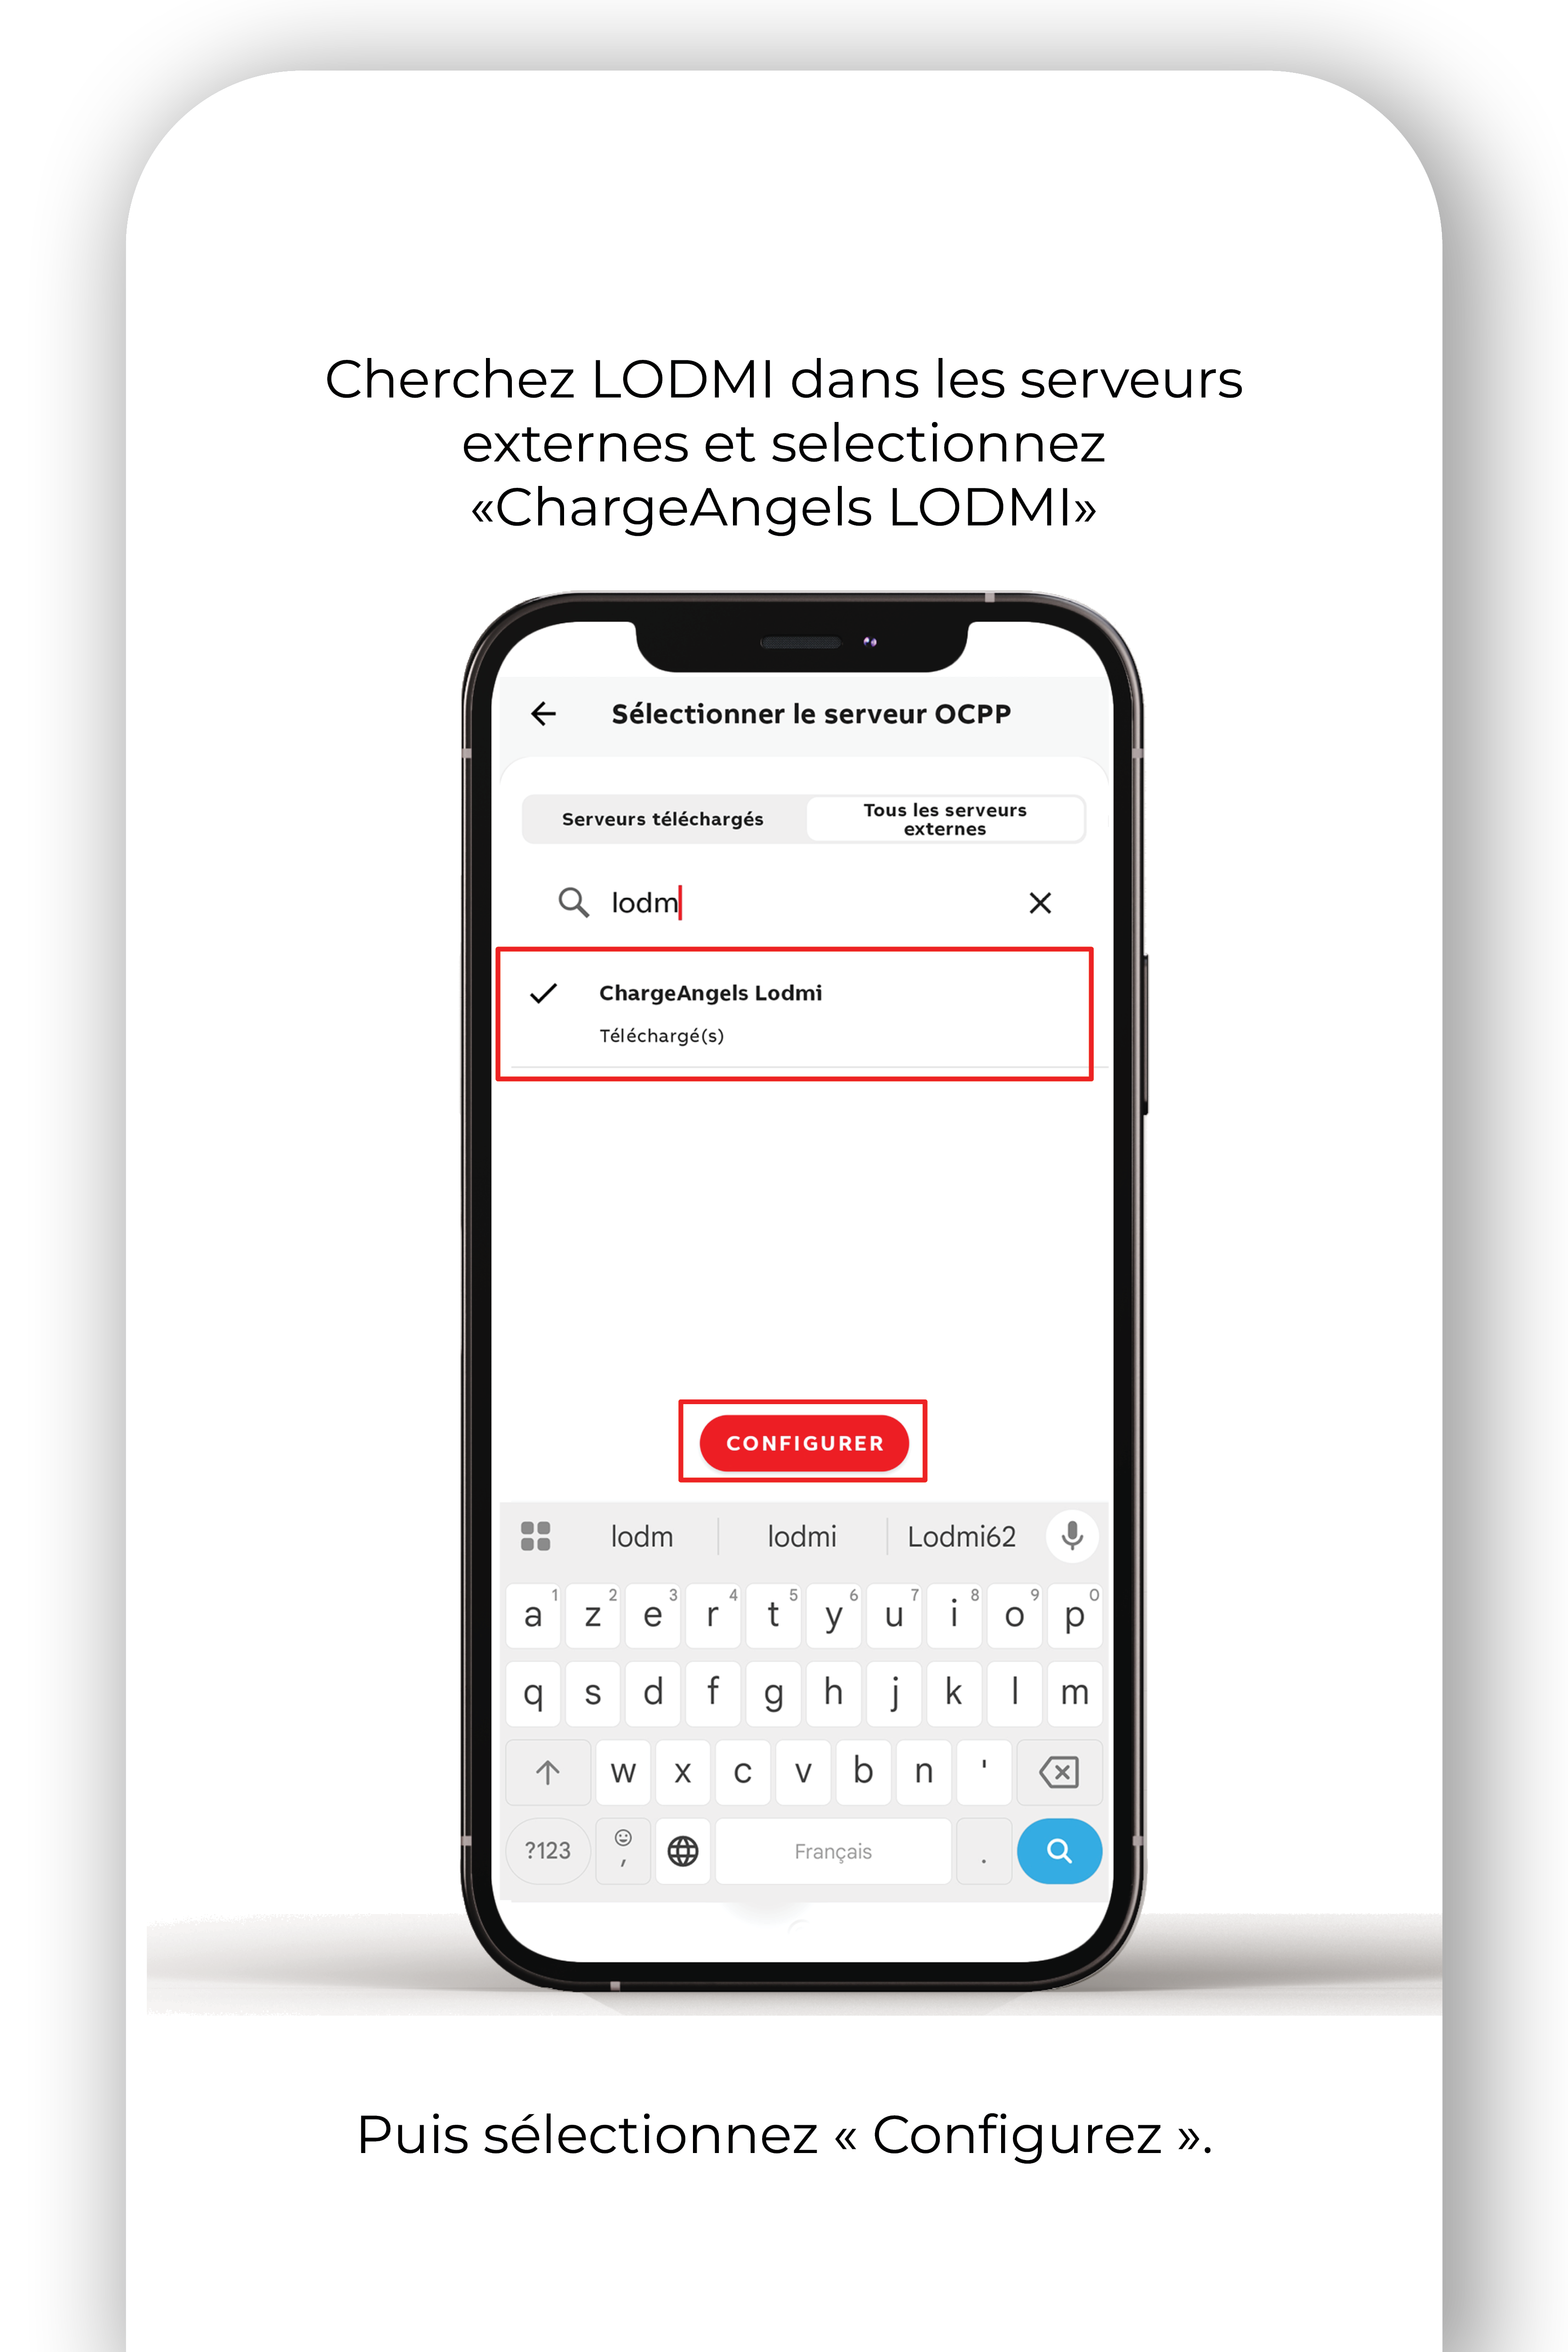 Cherchez LODMI dans les serveurs
externes et selectionnez
«ChargeAngels LODMI»
Sélectionner le serveur OCPP
Serveurs téléchargés
Tous les serveurs
externes
lodm
ChargeAngels Lodmi
Téléchargé(s)
CONFIGURER
lodm lodmi Lodmi62
a 1 z 2 e 3 r 4 t 5 y 6 u 7 i 8 o 9 p 0
q s d f g h j k l m
w x c v b n '
?123 , Français .
Puis sélectionnez « Configurez ».